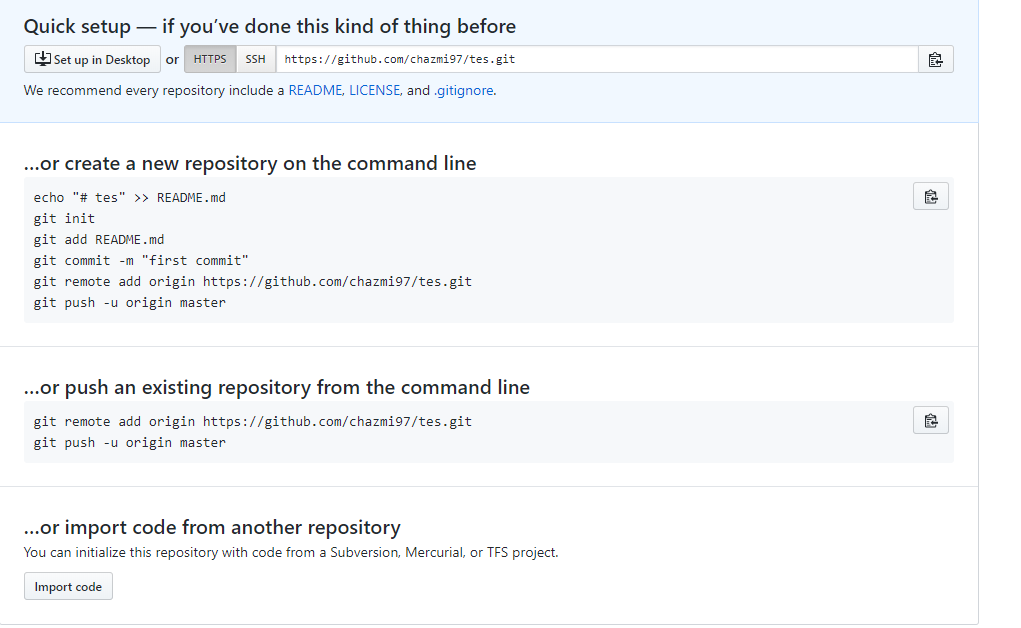 Quick setup — if you’ve done this kind of thing before
Set up in Desktop or HTTPS SSH https://github.com/chazmi97/tes.git
We recommend every repository include a README, LICENSE, and .gitignore.
…or create a new repository on the command line
echo "# tes" >> README.md
git init
git add README.md
git commit -m "first commit"
git remote add origin https://github.com/chazmi97/tes.git
git push -u origin master
…or push an existing repository from the command line
git remote add origin https://github.com/chazmi97/tes.git
git push -u origin master
…or import code from another repository
You can initialize this repository with code from a Subversion, Mercurial, or TFS project.
Import code